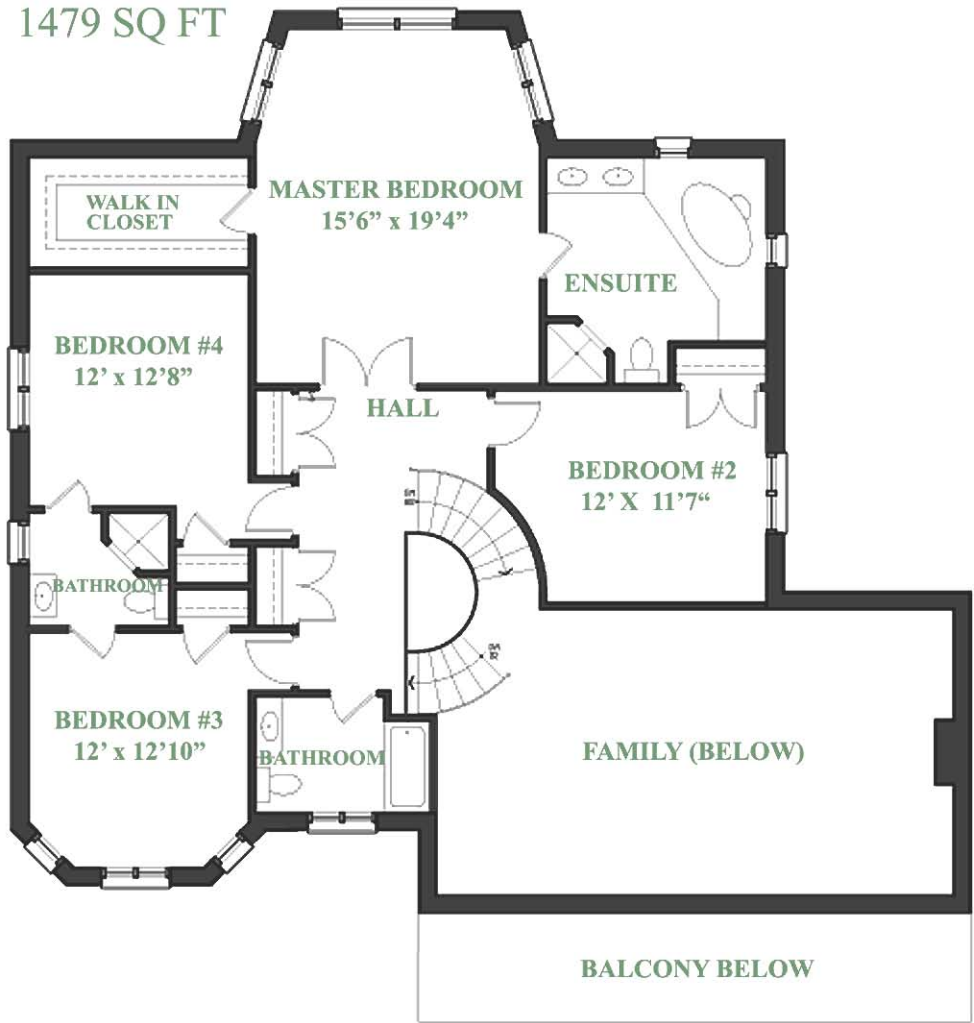 1479 SQ FT
WALK IN
CLOSET
MASTER BEDROOM
15’6” x 19’4”
ENSUITE
BEDROOM #4
12’ x 12’8”
HALL
BEDROOM #2
12’ X 11’7“
BATHROOM
BEDROOM #3
12’ x 12’10”
BATHROOM
FAMILY (BELOW)
BALCONY BELOW